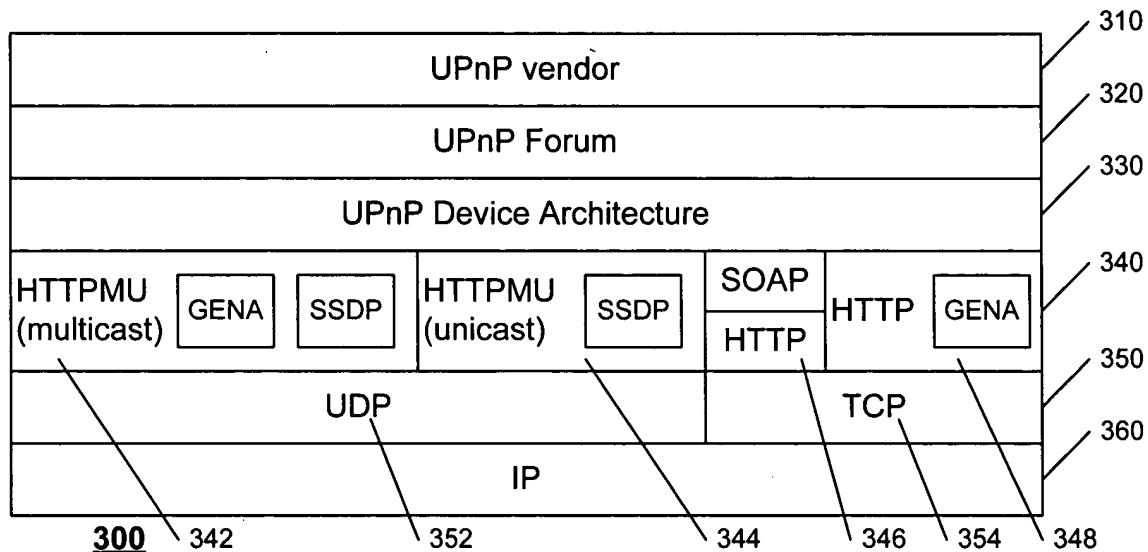 UPnP vendor
310
UPnP Forum
320
UPnP Device Architecture
330
HTTPMU
(multicast)
GENA
SSDP
HTTPMU
(unicast)
SSDP
SOAP
HTTP
HTTP
GENA
340
UDP
TCP
350
IP
360
300
342
352
344
346
354
348